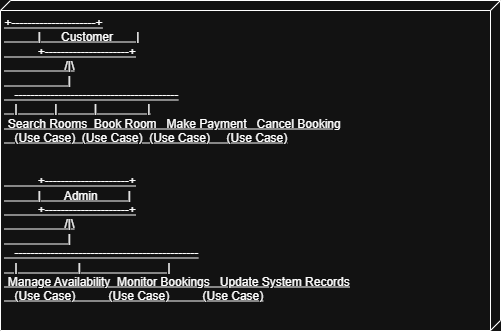 +---------------------+
| Customer |
+---------------------+
/|\
|
----------------------------------------
| | | |
Search Rooms Book Room Make Payment Cancel Booking
(Use Case) (Use Case) (Use Case) (Use Case)
+---------------------+
| Admin |
+---------------------+
/|\
|
---------------------------------------------
| | |
Manage Availability Monitor Bookings Update System Records
(Use Case) (Use Case) (Use Case)